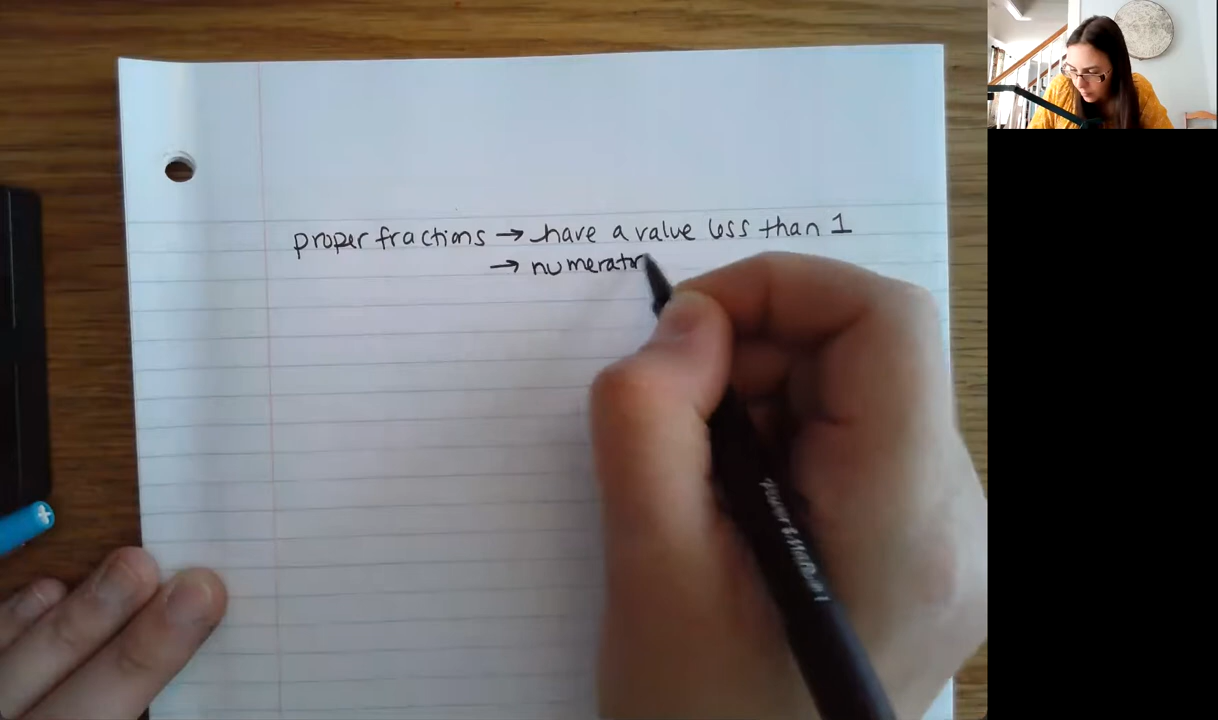 proper fractions → have a value less than 1
→ numerator